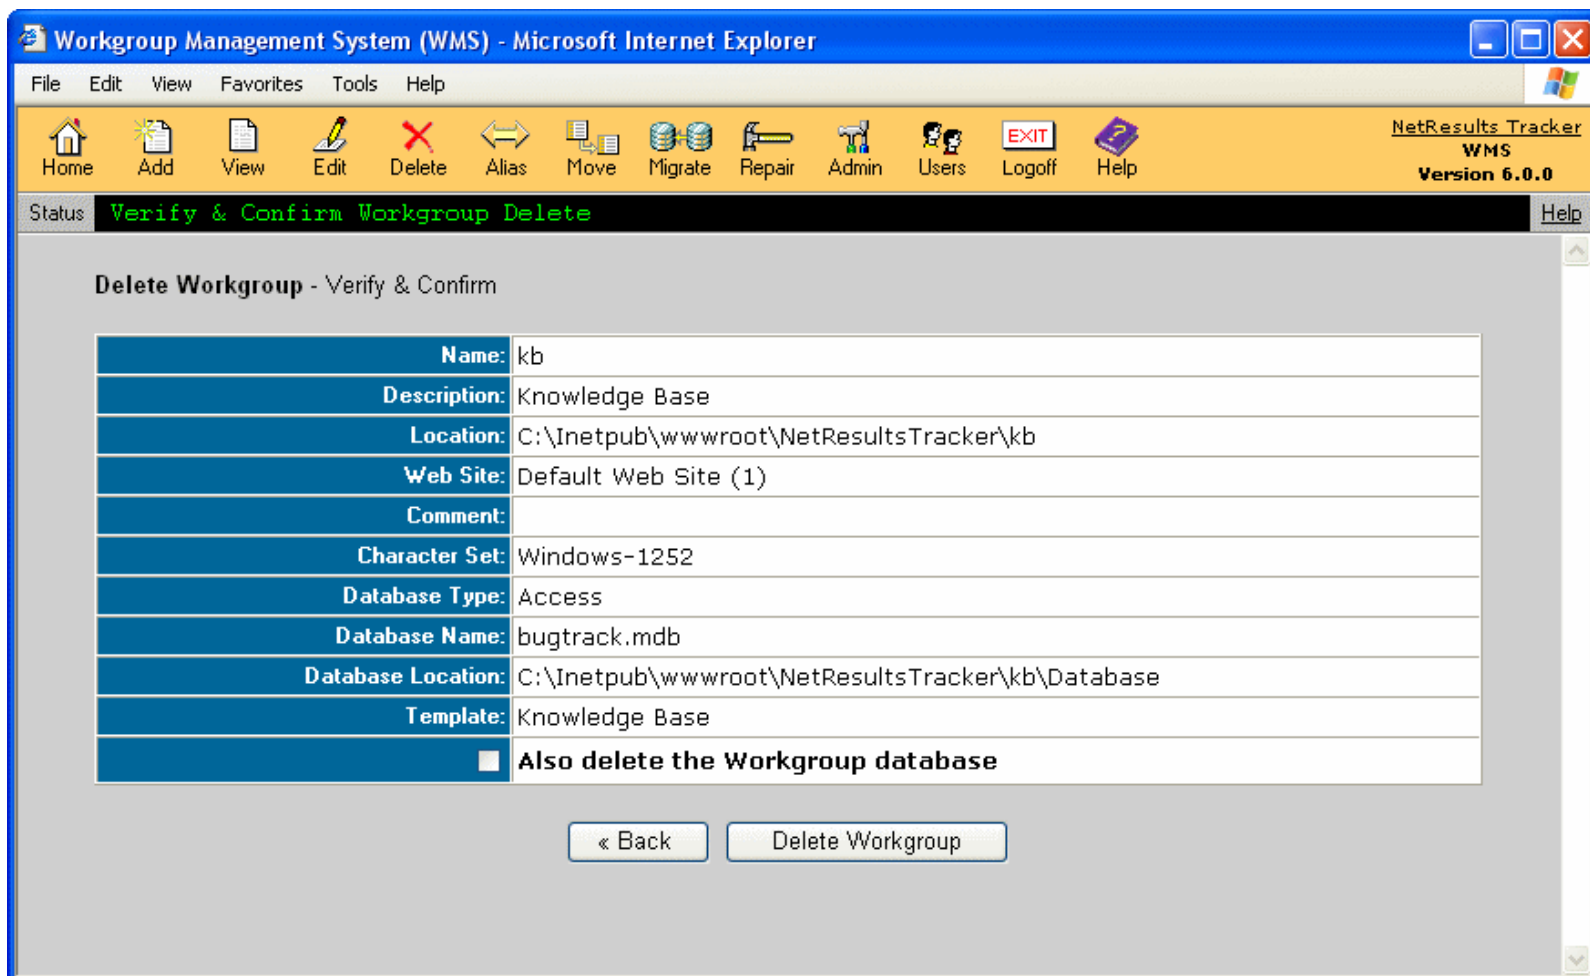 Workgroup Management System (WMS) - Microsoft Internet Explorer
File Edit View Favorites Tools Help
Home Add View Edit Delete Alias Move Migrate Repair Admin Users EXIT Logoff Help
NetResults Tracker
WMS
Version 6.0.0
Status Verify & Confirm Workgroup Delete Help
Delete Workgroup - Verify & Confirm
Name: kb
Description: Knowledge Base
Location: C:\Inetpub\wwwroot\NetResultsTracker\kb
Web Site: Default Web Site (1)
Comment:
Character Set: Windows-1252
Database Type: Access
Database Name: bugtrack.mdb
Database Location: C:\Inetpub\wwwroot\NetResultsTracker\kb\Database
Template: Knowledge Base
Also delete the Workgroup database
« Back Delete Workgroup